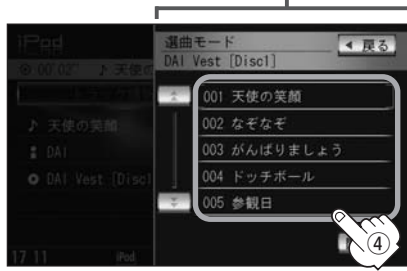 iPod
選曲モード
戻る
DAI Vest [Disc1]
00'02" ♪ 天使の
001 天使の笑顔
002 なぞなぞ
♪ 天使の笑顔
003 がんばりましょう
DAI
004 ドッチボール
DAI Vest [Disc1
005 参観日
④
17 11 iPod